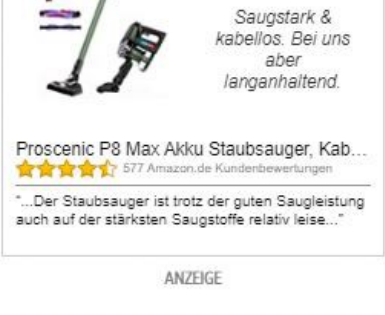 Saugstark &
kabellos. Bei uns
aber
langanhaltend.
Proscenic P8 Max Akku Staubsauger, Kab...
577 Amazon.de Kundenbewertungen
"...Der Staubsauger ist trotz der guten Saugleistung
auch auf der stärksten Saugstoffe relativ leise..."
ANZEIGE